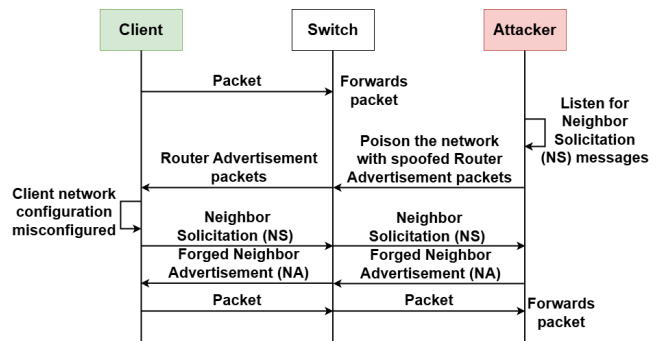 Client
Switch
Attacker
Packet
Forwards
packet
Listen for
Neighbor
Solicitation
(NS) messages
Poison the network
with spoofed Router
Advertisement packets
Router Advertisement
packets
Client network
configuration
misconfigured
Neighbor
Solicitation (NS)
Neighbor
Solicitation (NS)
Forged Neighbor
Advertisement (NA)
Forged Neighbor
Advertisement (NA)
Packet
Packet
Forwards
packet